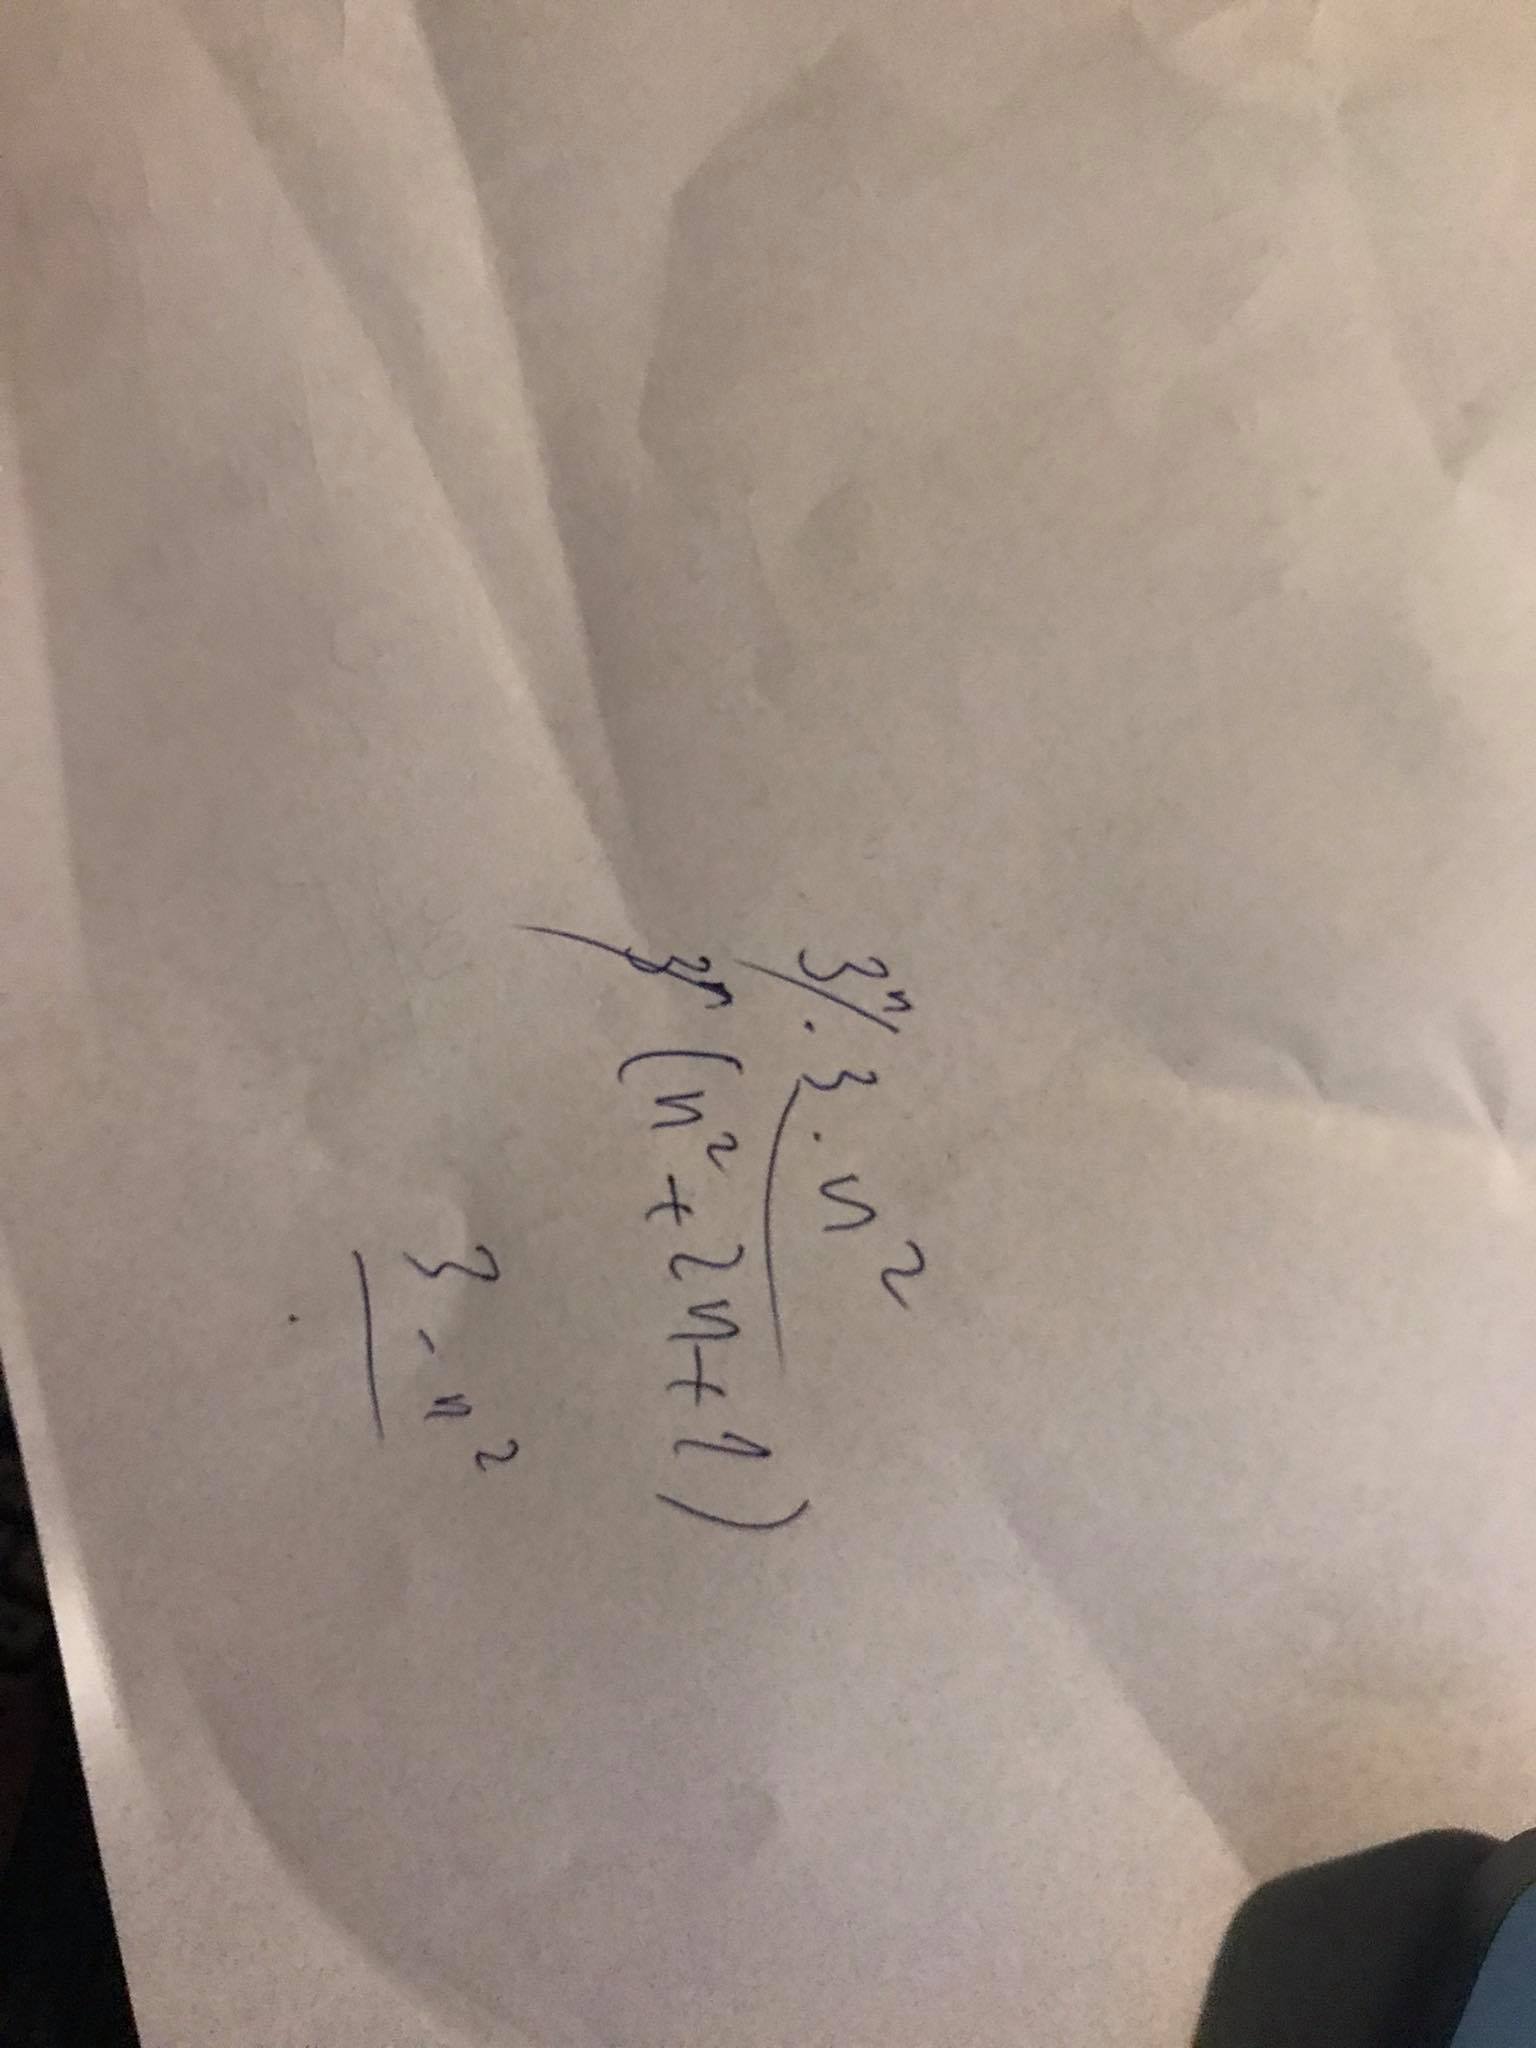 3ⁿ . 3 . n²
3ⁿ (n² + 2n + 1)
3 . n²
.